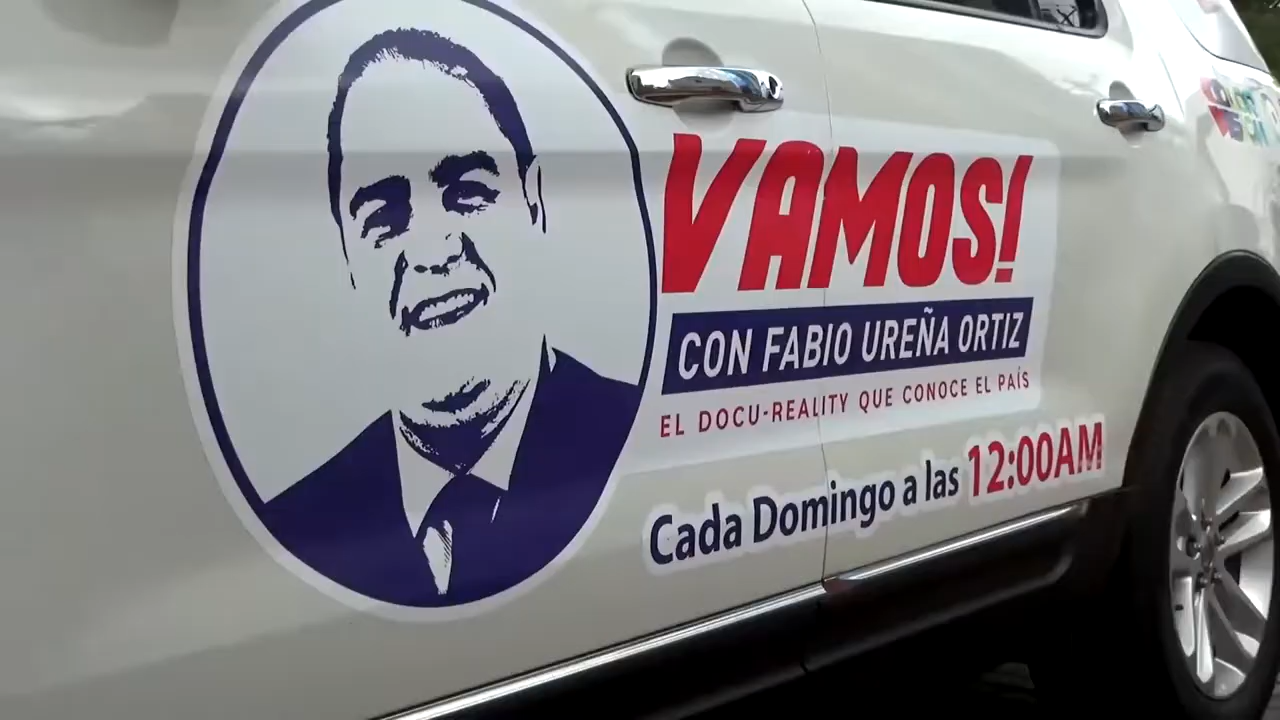 VAMOS!
CON FABIO UREÑA ORTIZ
EL DOCU-REALITY QUE CONOCE EL PAÍS
Cada Domingo a las 12:00AM